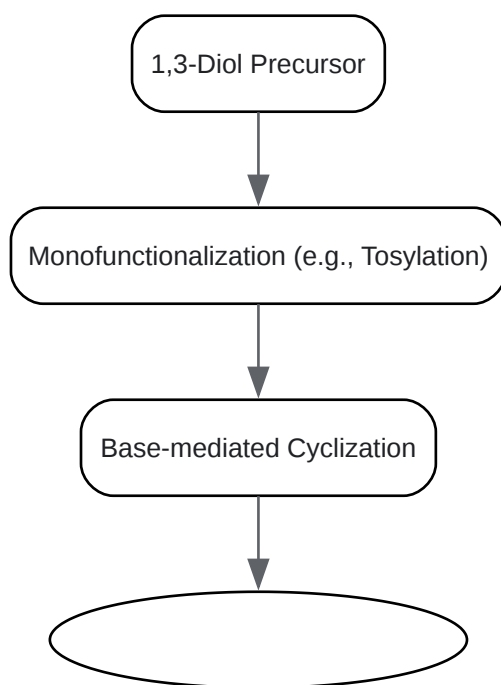 1,3-Diol Precursor
Monofunctionalization (e.g., Tosylation)
Base-mediated Cyclization